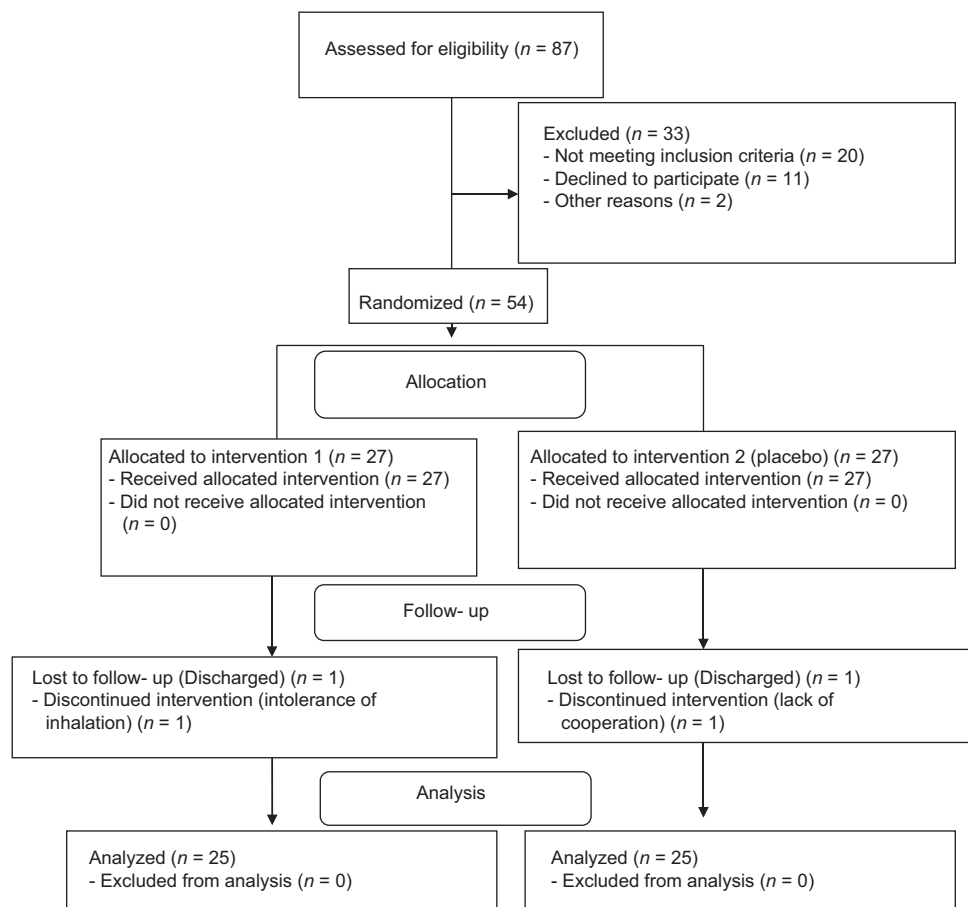 Assessed for eligibility (n = 87)
Excluded (n = 33)
- Not meeting inclusion criteria (n = 20)
- Declined to participate (n = 11)
- Other reasons (n = 2)
Randomized (n = 54)
Allocation
Allocated to intervention 1 (n = 27)
- Received allocated intervention (n = 27)
- Did not receive allocated intervention
(n = 0)
Allocated to intervention 2 (placebo) (n = 27)
- Received allocated intervention (n = 27)
- Did not receive allocated intervention (n = 0)
Follow- up
Lost to follow- up (Discharged) (n = 1)
- Discontinued intervention (intolerance of
inhalation) (n = 1)
Lost to follow- up (Discharged) (n = 1)
- Discontinued intervention (lack of
cooperation) (n = 1)
Analysis
Analyzed (n = 25)
- Excluded from analysis (n = 0)
Analyzed (n = 25)
- Excluded from analysis (n = 0)